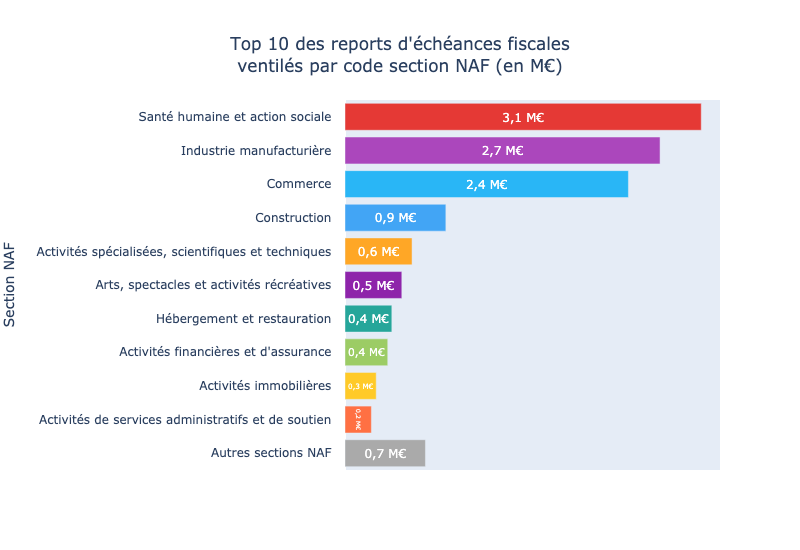 Top 10 des reports d'échéances fiscales
ventilés par code section NAF (en M€)
Section NAF
Santé humaine et action sociale 3,1 M€
Industrie manufacturière 2,7 M€
Commerce 2,4 M€
Construction 0,9 M€
Activités spécialisées, scientifiques et techniques 0,6 M€
Arts, spectacles et activités récréatives 0,5 M€
Hébergement et restauration 0,4 M€
Activités financières et d'assurance 0,4 M€
Activités immobilières 0,3 M€
Activités de services administratifs et de soutien 0,2 M€
Autres sections NAF 0,7 M€